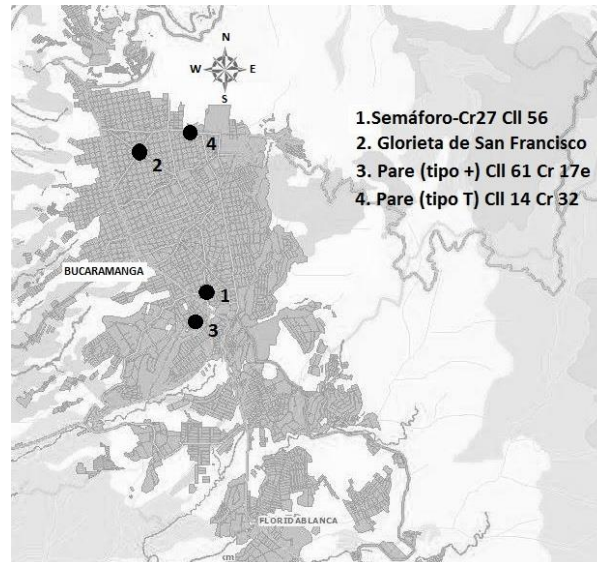 N
W E
S
1.Semáforo-Cr27 Cll 56
2. Glorieta de San Francisco
3. Pare (tipo +) Cll 61 Cr 17e
4. Pare (tipo T) Cll 14 Cr 32
4
2
BUCARAMANGA
1
3
FLORIDABLANCA
cm